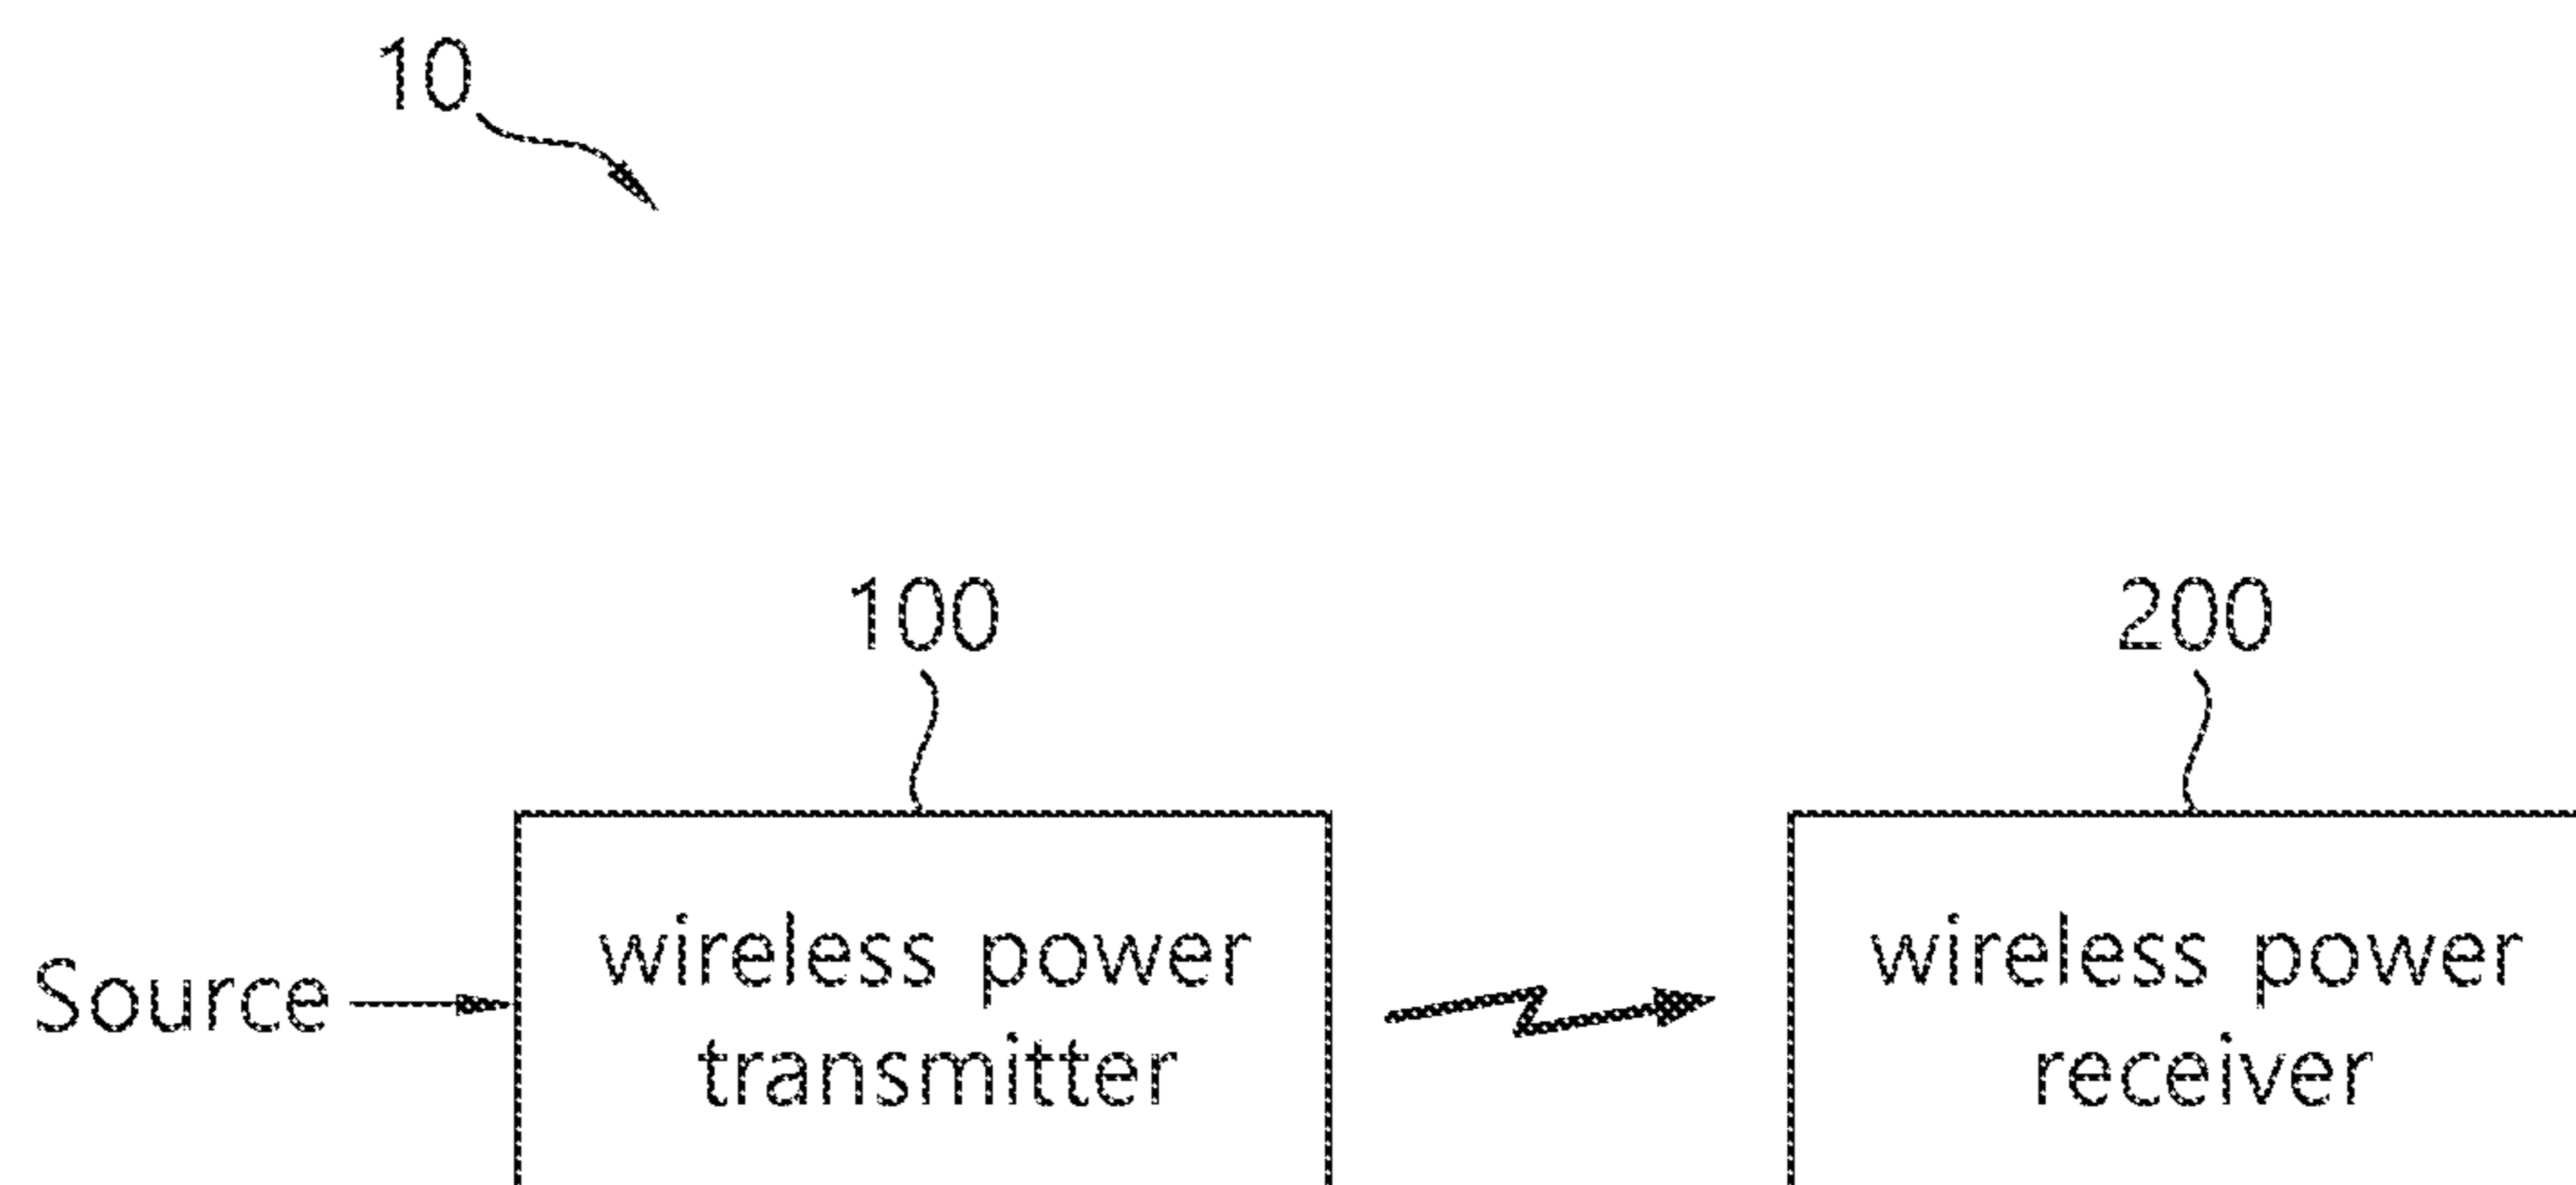 10
100
200
Source
wireless power
transmitter
wireless power
receiver